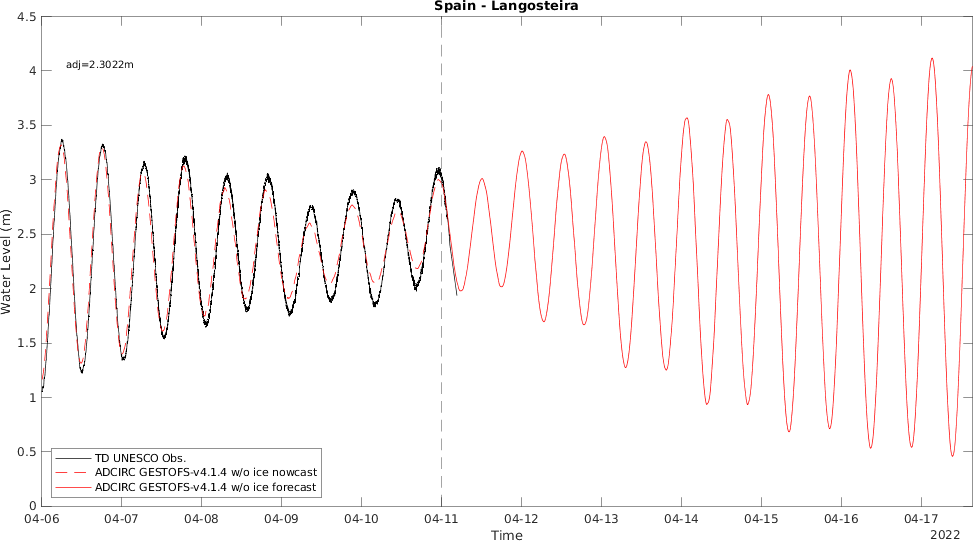 Spain - Langosteira
4.5
4
3.5
3
2.5
2
1.5
1
0.5
0
Water Level (m)
adj=2.3022m
TD UNESCO Obs.
ADCIRC GESTOFS-v4.1.4 w/o ice nowcast
ADCIRC GESTOFS-v4.1.4 w/o ice forecast
04-06 04-07 04-08 04-09 04-10 04-11 04-12 04-13 04-14 04-15 04-16 04-17
Time
2022